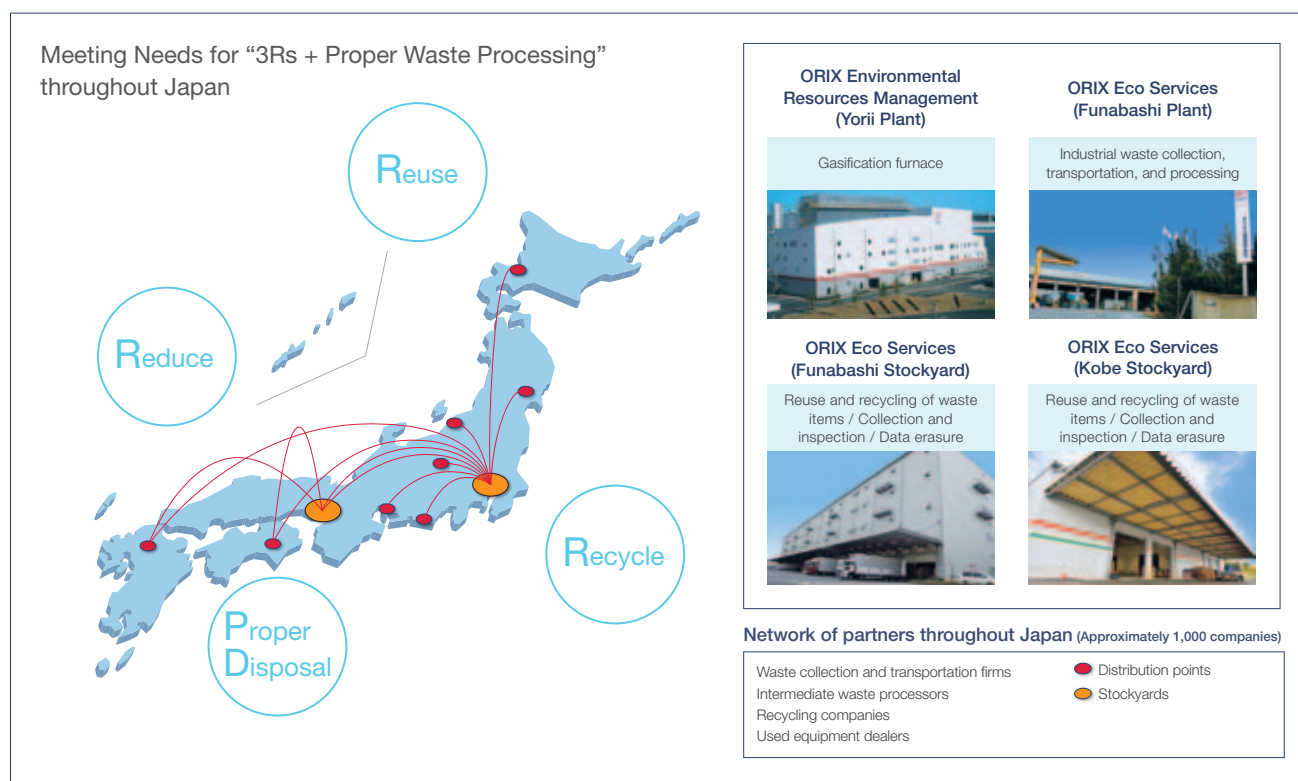 Meeting Needs for “3Rs + Proper Waste Processing”
throughout Japan
Reuse
Reduce
Recycle
Proper
Disposal
ORIX Environmental
Resources Management
(Yorii Plant)
Gasification furnace
ORIX Eco Services
(Funabashi Plant)
Industrial waste collection,
transportation, and processing
ORIX Eco Services
(Funabashi Stockyard)
Reuse and recycling of waste
items / Collection and
inspection / Data erasure
ORIX Eco Services
(Kobe Stockyard)
Reuse and recycling of waste
items / Collection and
inspection / Data erasure
Network of partners throughout Japan (Approximately 1,000 companies)
Waste collection and transportation firms
Intermediate waste processors
Recycling companies
Used equipment dealers
Distribution points
Stockyards